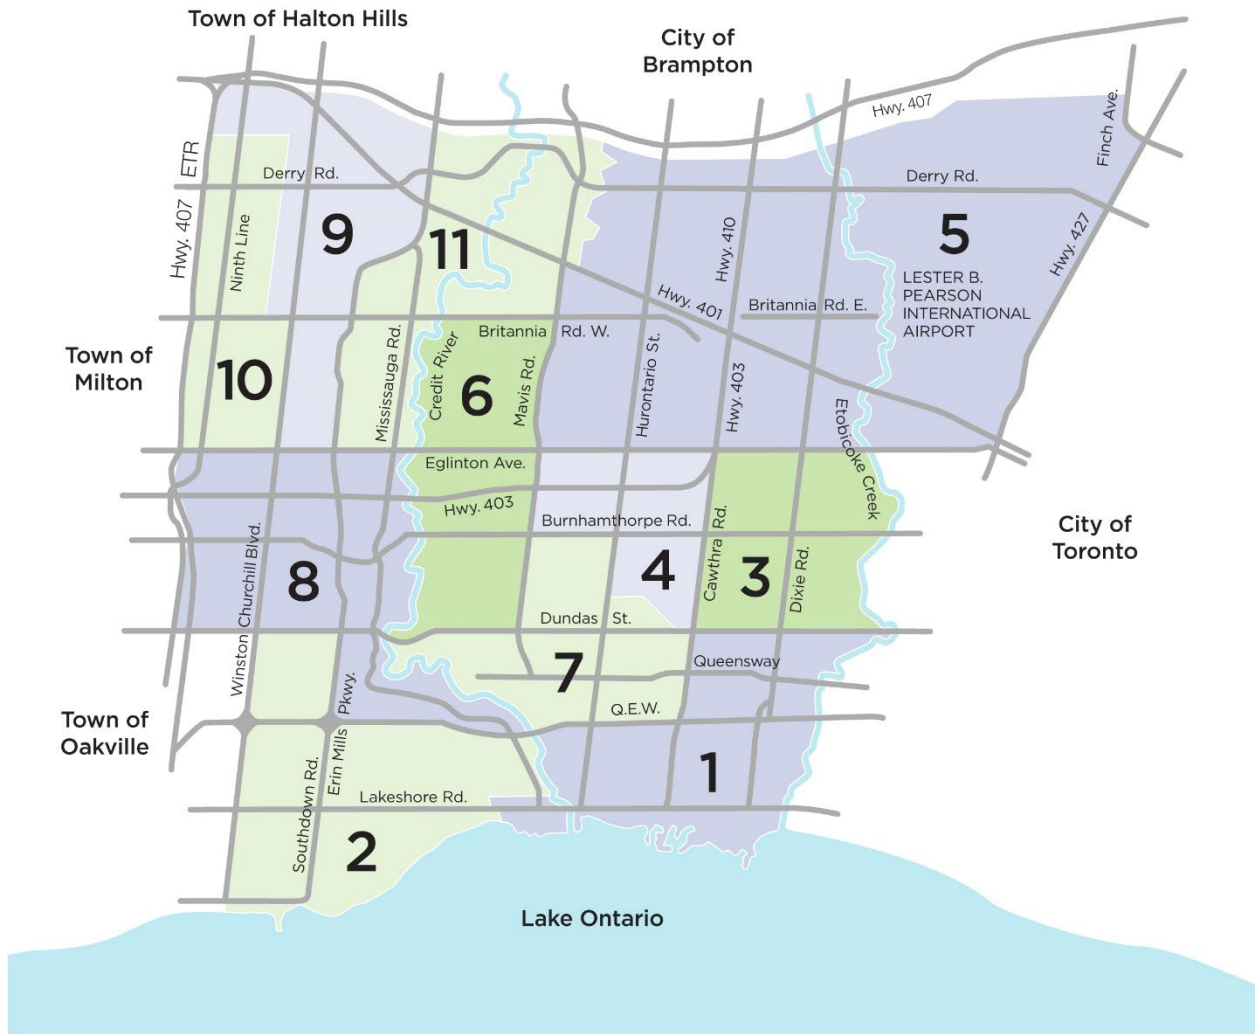 Town of Halton Hills
City of
Brampton
Hwy. 407
Finch Ave.
ETR
Derry Rd.
Derry Rd.
Hwy. 407
Ninth Line
9
11
5
Hwy. 410
Hwy. 427
LESTER B.
PEARSON
INTERNATIONAL
AIRPORT
Hwy. 401
Britannia Rd. E.
Town of
Milton
10
Mississauga Rd.
Credit River
Britannia Rd. W.
6
Mavis Rd.
Hurontario St.
Hwy. 403
Etobicoke Creek
Eglinton Ave.
Hwy. 403
Burnhamthorpe Rd.
City of
Toronto
Winston Churchill Blvd.
8
4
Cawthra Rd.
3
Dixie Rd.
Dundas St.
7
Queensway
Town of
Oakville
Erin Mills Pkwy.
Q.E.W.
Southdown Rd.
1
Lakeshore Rd.
2
Lake Ontario